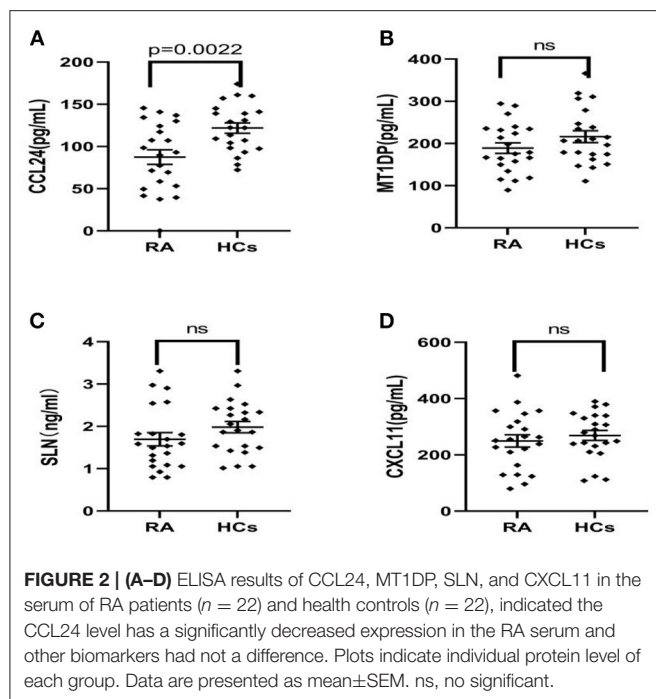 A
p=0.0022
CCL24(pg/mL)
200
150
100
50
0
RA HCs
B
ns
MT1DP(pg/mL)
400
300
200
100
0
RA HCs
C
ns
SLN(ng/ml)
4
3
2
1
0
RA HCs
D
ns
CXCL11(pg/mL)
600
400
200
0
RA HCs
FIGURE 2 | (A–D) ELISA results of CCL24, MT1DP, SLN, and CXCL11 in the
serum of RA patients (n = 22) and health controls (n = 22), indicated the
CCL24 level has a significantly decreased expression in the RA serum and
other biomarkers had not a difference. Plots indicate individual protein level of
each group. Data are presented as mean±SEM. ns, no significant.